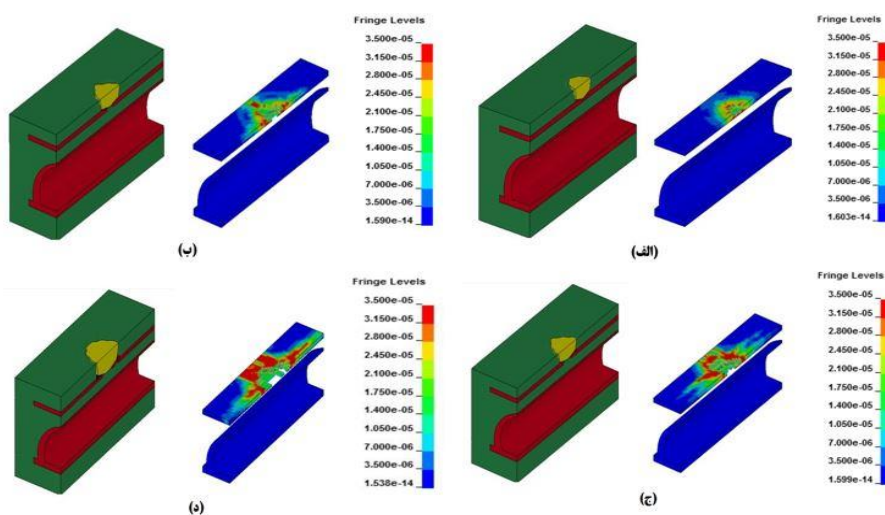 Fringe Levels
3.500e-05
3.150e-05
2.800e-05
2.450e-05
2.100e-05
1.750e-05
1.400e-05
1.050e-05
7.000e-06
3.500e-06
1.603e-14
(الف)
Fringe Levels
3.500e-05
3.150e-05
2.800e-05
2.450e-05
2.100e-05
1.750e-05
1.400e-05
1.050e-05
7.000e-06
3.500e-06
1.590e-14
(ب)
Fringe Levels
3.500e-05
3.150e-05
2.800e-05
2.450e-05
2.100e-05
1.750e-05
1.400e-05
1.050e-05
7.000e-06
3.500e-06
1.599e-14
(ج)
Fringe Levels
3.500e-05
3.150e-05
2.800e-05
2.450e-05
2.100e-05
1.750e-05
1.400e-05
1.050e-05
7.000e-06
3.500e-06
1.538e-14
(د)